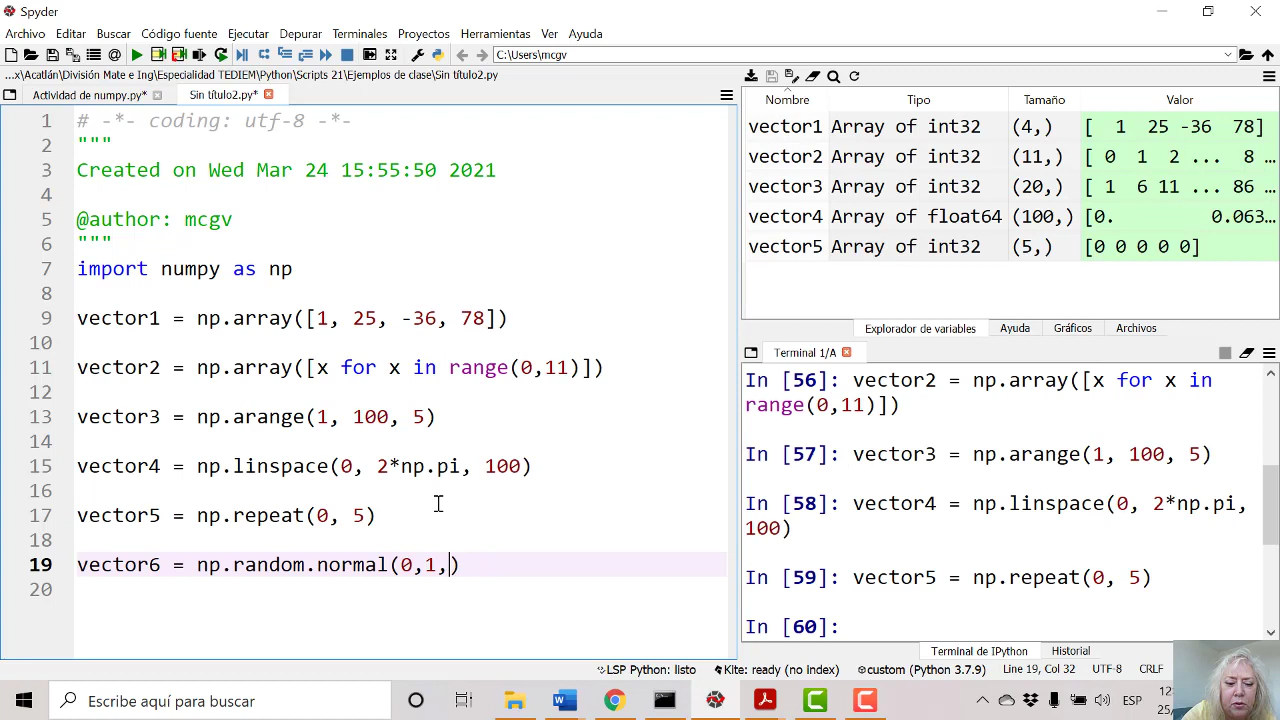 Spyder
Archivo Editar Buscar Código fuente Ejecutar Depurar Terminales Proyectos Herramientas Ver Ayuda
C:\Users\mcgv
...x\Acatlán\División Mate e Ing\Especialidad TEDIEM\Python\Scripts 21\Ejemplos de clase\Sin título2.py
Actividad de numpy.py*
Sin título2.py*
1 # -*- coding: utf-8 -*-
2 """
3 Created on Wed Mar 24 15:55:50 2021
4
5 @author: mcgv
6 """
7 import numpy as np
8
9 vector1 = np.array([1, 25, -36, 78])
10
11 vector2 = np.array([x for x in range(0,11)])
12
13 vector3 = np.arange(1, 100, 5)
14
15 vector4 = np.linspace(0, 2*np.pi, 100)
16
17 vector5 = np.repeat(0, 5)
18
19 vector6 = np.random.normal(0,1,)
20
Nombre Tipo Tamaño Valor
vector1 Array of int32 (4,) [ 1 25 -36 78]
vector2 Array of int32 (11,) [ 0 1 2 ... 8 ...
vector3 Array of int32 (20,) [ 1 6 11 ... 86 ...
vector4 Array of float64 (100,) [0. 0.063...
vector5 Array of int32 (5,) [0 0 0 0 0]
Explorador de variables Ayuda Gráficos Archivos
Terminal 1/A
In [56]: vector2 = np.array([x for x in
range(0,11)])
In [57]: vector3 = np.arange(1, 100, 5)
In [58]: vector4 = np.linspace(0, 2*np.pi,
100)
In [59]: vector5 = np.repeat(0, 5)
In [60]:
Terminal de IPython Historial
LSP Python: listo Kite: ready (no index) custom (Python 3.7.9) Line 19, Col 32 UTF-8 CRLF
Escribe aquí para buscar
ESP